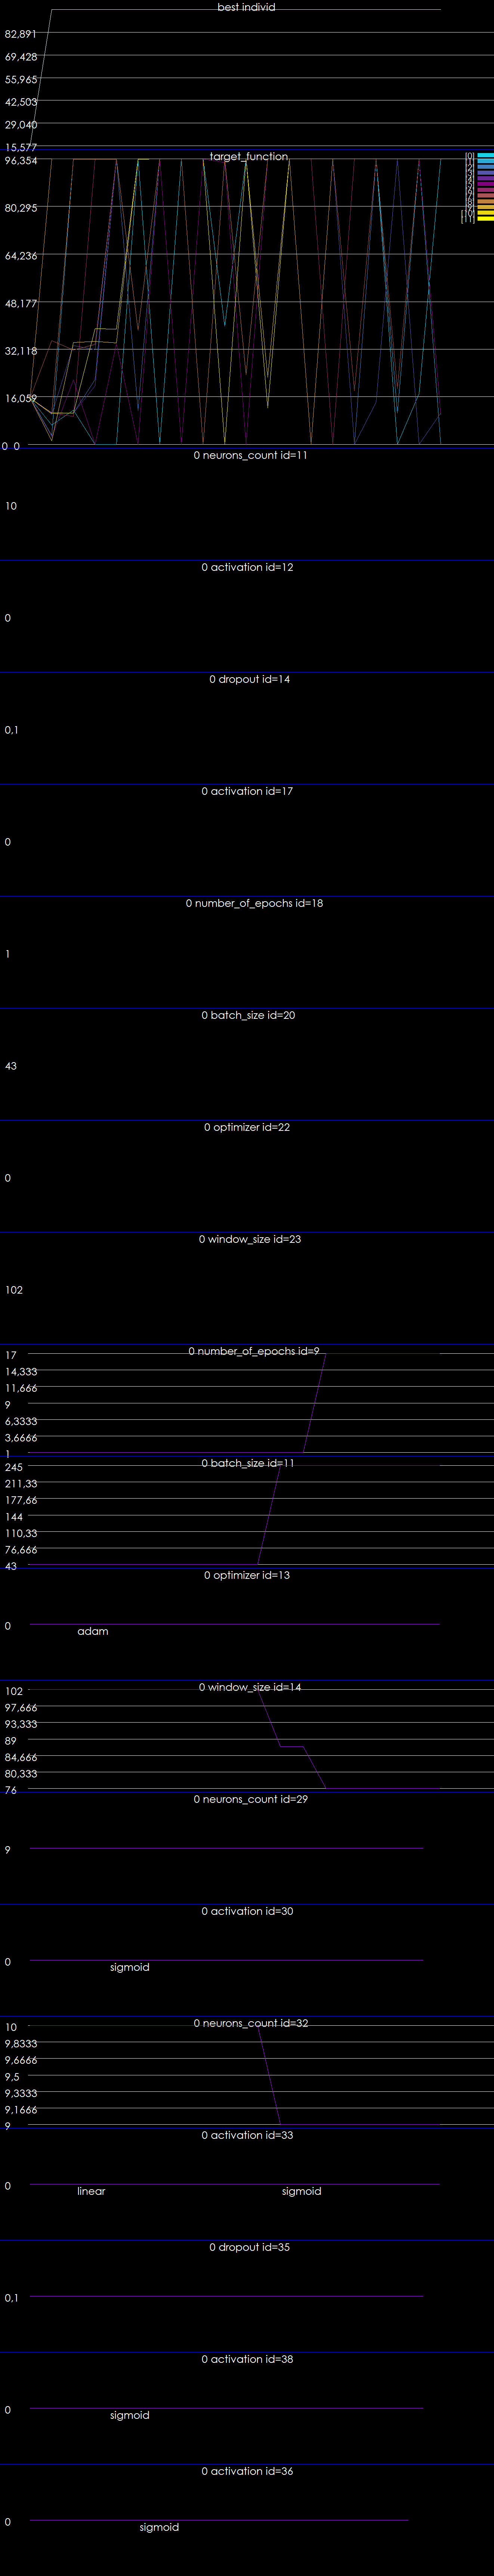 best individ
82,891
69,428
55,965
42,503
29,040
15,577
target_function
96,354
[0]
[1]
[2]
[3]
[4]
[5]
[6]
[7]
[8]
[9]
[10]
[11]
80,295
64,236
48,177
32,118
16,059
0 0
0 neurons_count id=11
10
0 activation id=12
0
0 dropout id=14
0,1
0 activation id=17
0
0 number_of_epochs id=18
1
0 batch_size id=20
43
0 optimizer id=22
0
0 window_size id=23
102
0 number_of_epochs id=9
17
14,333
11,666
9
6,3333
3,6666
1
0 batch_size id=11
245
211,33
177,66
144
110,33
76,666
43
0 optimizer id=13
0
adam
0 window_size id=14
102
97,666
93,333
89
84,666
80,333
76
0 neurons_count id=29
9
0 activation id=30
0
sigmoid
0 neurons_count id=32
10
9,8333
9,6666
9,5
9,3333
9,1666
9
0 activation id=33
0
linear sigmoid
0 dropout id=35
0,1
0 activation id=38
0
sigmoid
0 activation id=36
0
sigmoid